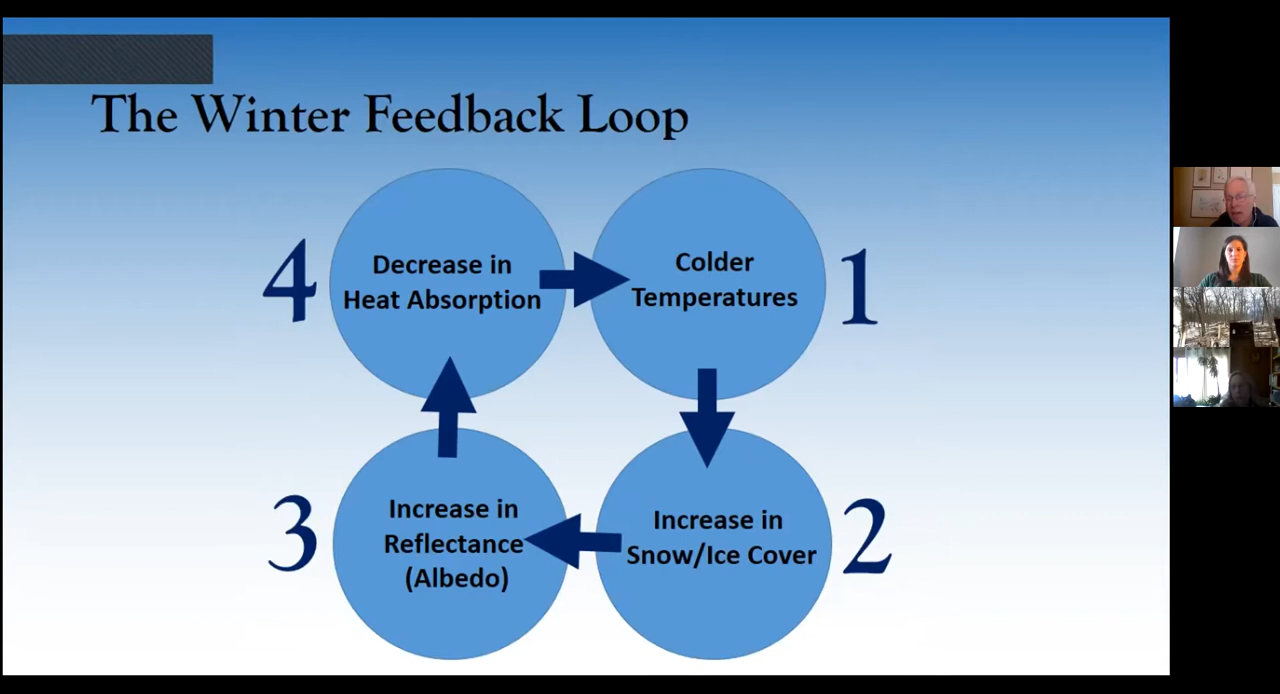 The Winter Feedback Loop
4
Decrease in
Heat Absorption
Colder
Temperatures
1
3
Increase in
Reflectance
(Albedo)
Increase in
Snow/Ice Cover
2